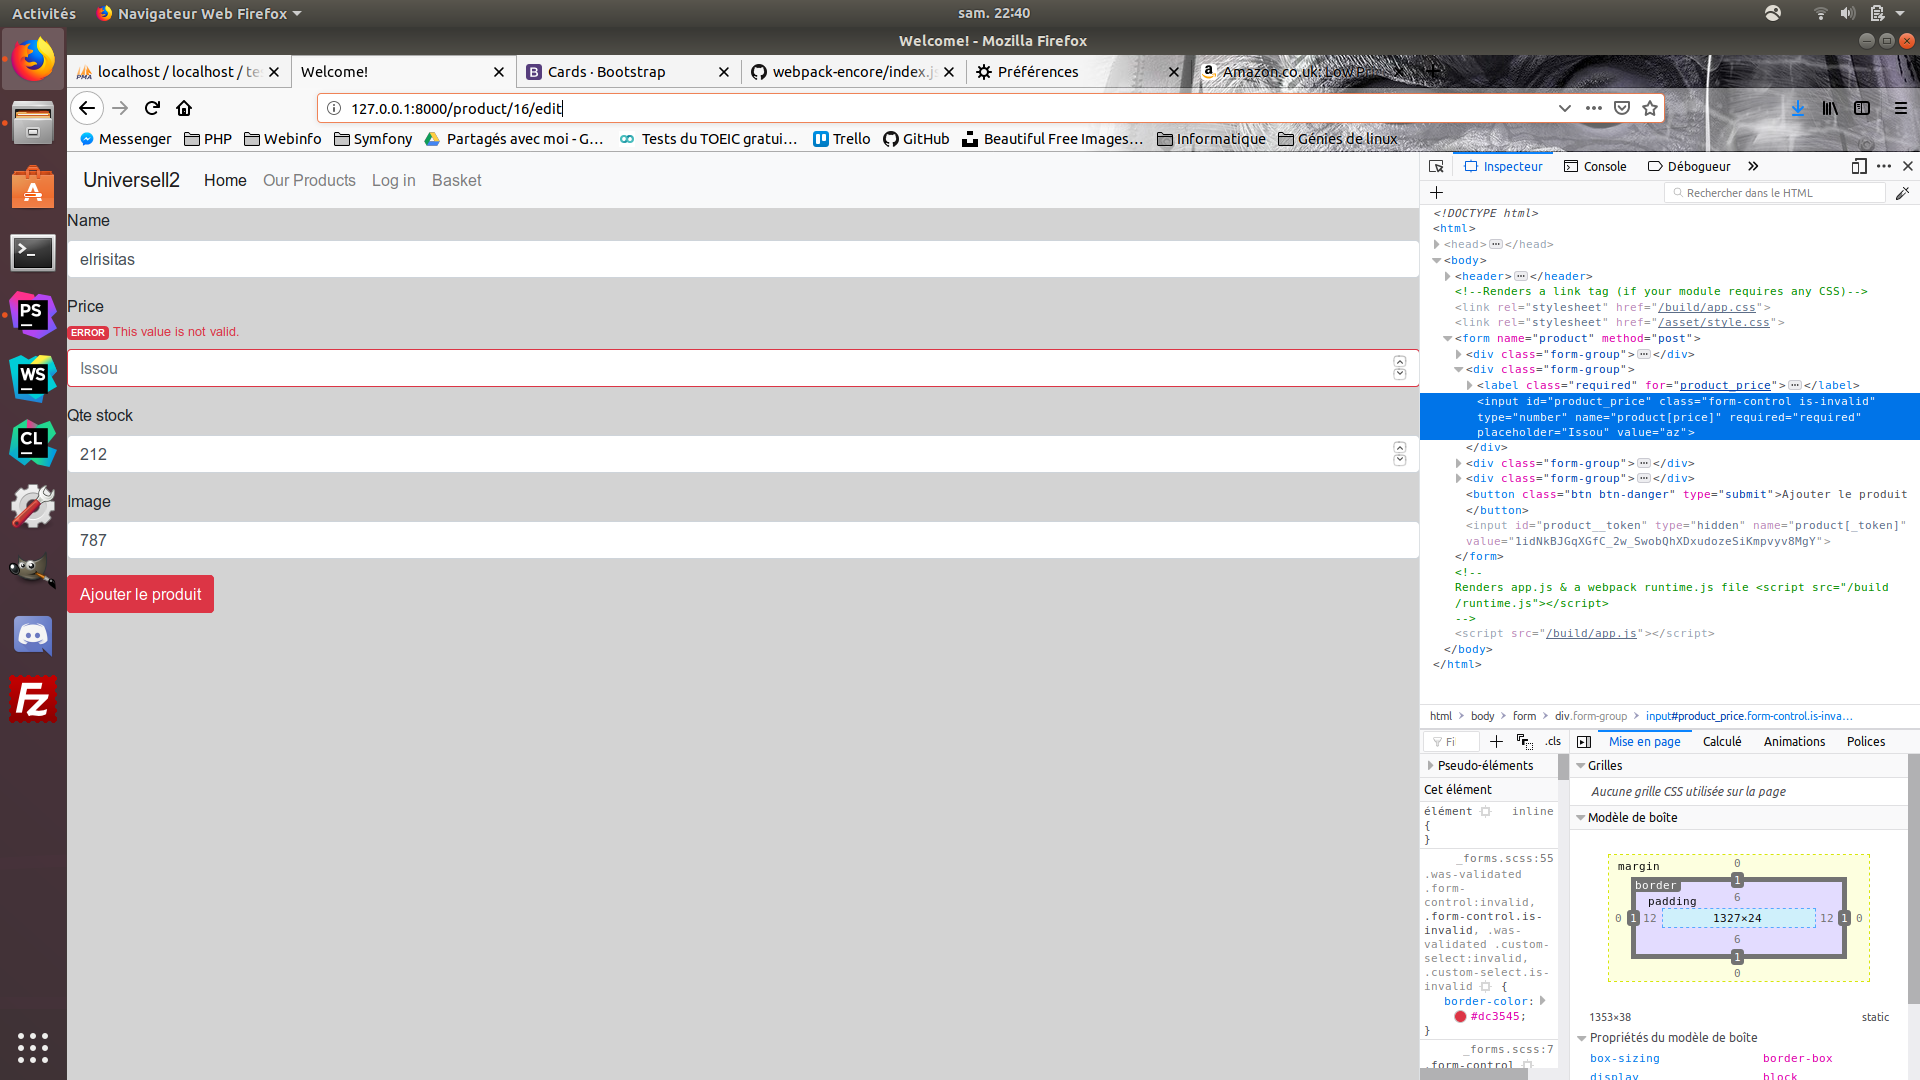 Activités
Navigateur Web Firefox
sam. 22:40
Welcome! - Mozilla Firefox
localhost / localhost / te
Welcome!
Cards · Bootstrap
webpack-encore/index.js
Préférences
Amazon.co.uk: Low Pr
127.0.0.1:8000/product/16/edit
Messenger
PHP
Webinfo
Symfony
Partagés avec moi - G…
Tests du TOEIC gratui…
Trello
GitHub
Beautiful Free Images…
Informatique
Génies de linux
Universell2
Home
Our Products
Log in
Basket
Name
elrisitas
Price
ERROR This value is not valid.
Issou
Qte stock
212
Image
787
Ajouter le produit
Inspecteur
Console
Débogueur
Rechercher dans le HTML
<!DOCTYPE html>
<html>
<head></head>
<body>
<header></header>
<!--Renders a link tag (if your module requires any CSS)-->
<link rel="stylesheet" href="/build/app.css">
<link rel="stylesheet" href="/asset/style.css">
<form name="product" method="post">
<div class="form-group"></div>
<div class="form-group">
<label class="required" for="product_price"></label>
<input id="product_price" class="form-control is-invalid"
type="number" name="product[price]" required="required"
placeholder="Issou" value="az">
</div>
<div class="form-group"></div>
<div class="form-group"></div>
<button class="btn btn-danger" type="submit">Ajouter le produit
</button>
<input id="product__token" type="hidden" name="product[_token]"
value="1idNkBJGqXGfC_2w_SwobQhXDxudozeSiKmpvyv8MgY">
</form>
<!--
Renders app.js & a webpack runtime.js file <script src="/build
/runtime.js"></script>
-->
<script src="/build/app.js"></script>
</body>
</html>
html
body
form
div.form-group
input#product_price.form-control.is-inva…
Fi
.cls
Mise en page
Calculé
Animations
Polices
Pseudo-éléments
Cet élément
élément
inline
{
}
_forms.scss:55
.was-validated
.form-
control:invalid,
.form-control.is-
invalid, .was-
validated .custom-
select:invalid,
.custom-select.is-
invalid {
border-color:
#dc3545;
}
_forms.scss:7
.form-control
Grilles
Aucune grille CSS utilisée sur la page
Modèle de boîte
margin
0
border
1
padding
6
0
1
12
1327×24
12
1
0
6
1
0
1353×38
static
Propriétés du modèle de boîte
box-sizing
border-box
display
block
PMA
PS
WS
CL
FZ